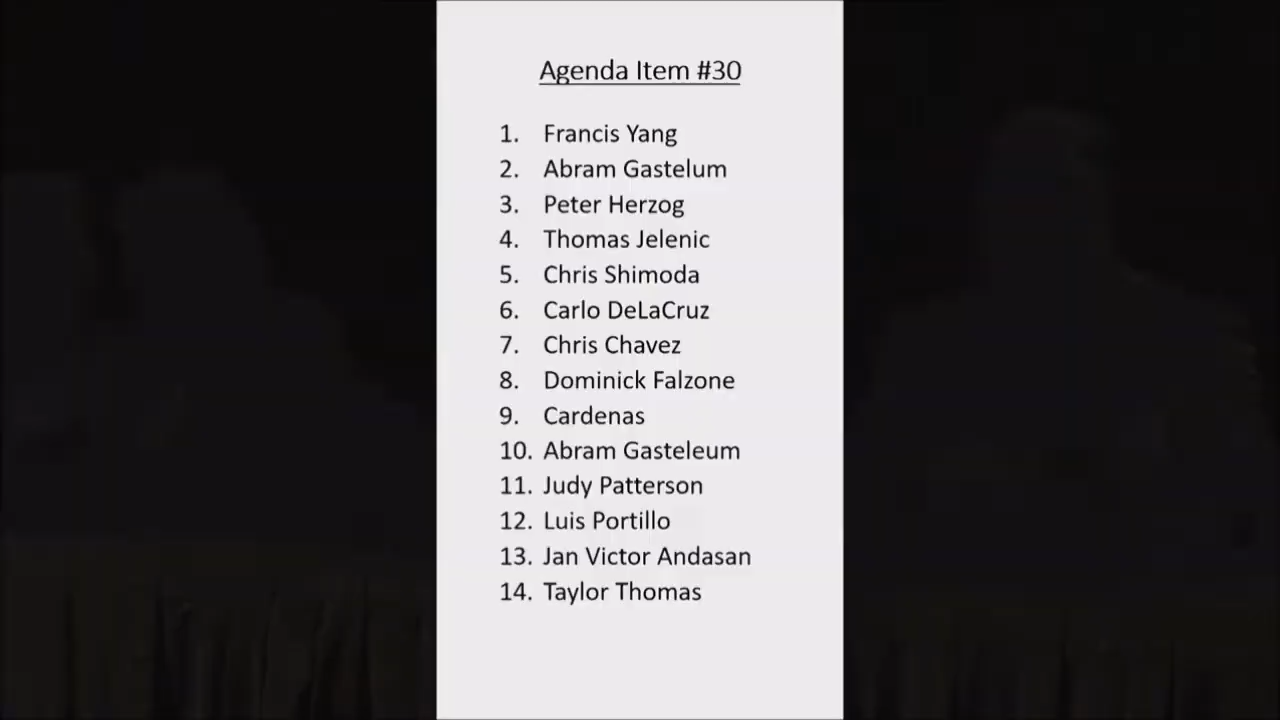 Agenda Item #30
1. Francis Yang
2. Abram Gastelum
3. Peter Herzog
4. Thomas Jelenic
5. Chris Shimoda
6. Carlo DeLaCruz
7. Chris Chavez
8. Dominick Falzone
9. Cardenas
10. Abram Gasteleum
11. Judy Patterson
12. Luis Portillo
13. Jan Victor Andasan
14. Taylor Thomas